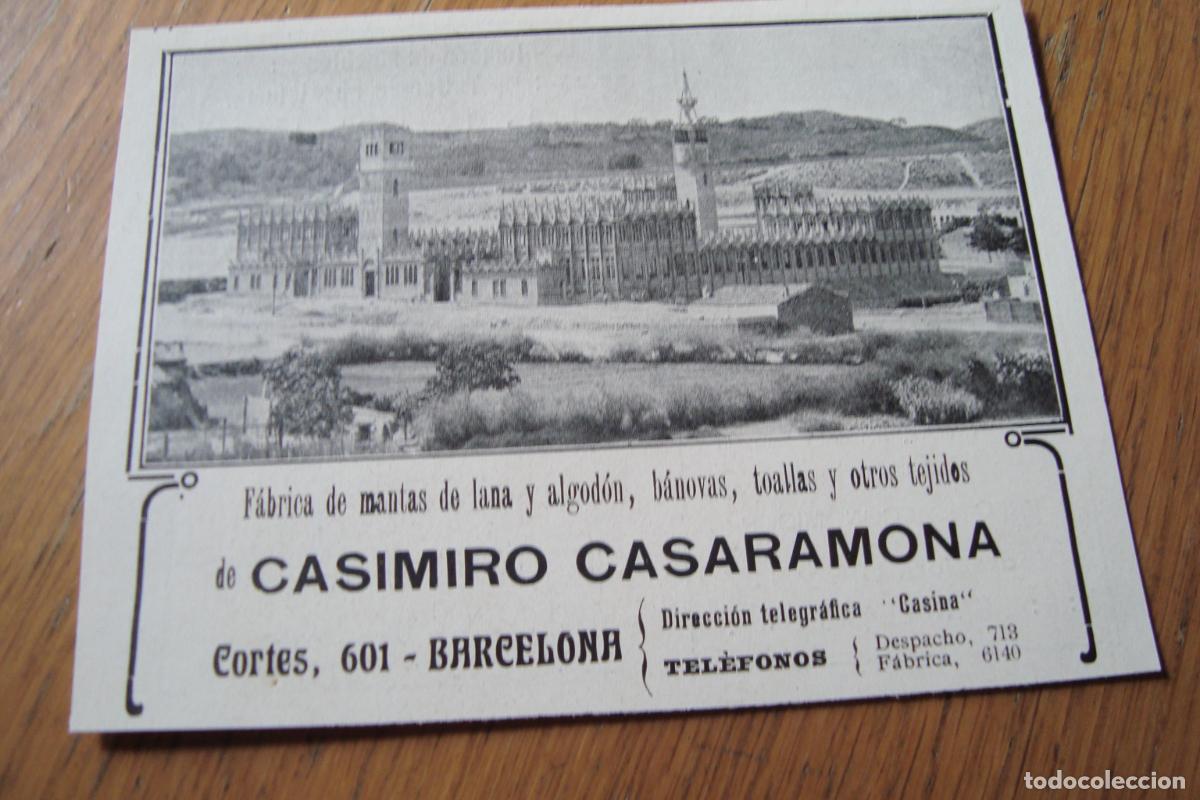 Fábrica de mantas de lana y algodón, bánovas, toallas y otros tejidos
de CASIMIRO CASARAMONA
Cortes, 601 - BARCELONA
Dirección telegráfica "Casina"
TELÈFONOS
Despacho, 713
Fábrica, 6140
todocoleccion